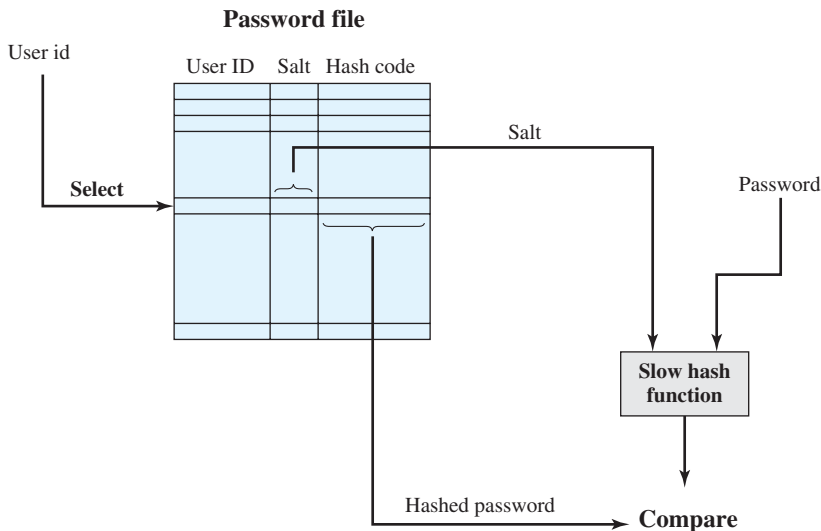 Password file
User id
User ID Salt Hash code
Salt
Select
Password
Slow hash
function
Hashed password
Compare